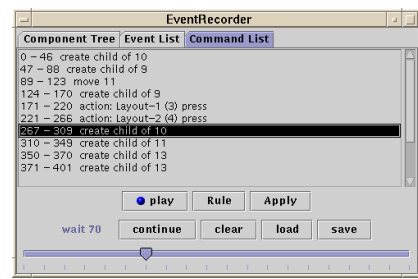 EventRecorder
Component Tree Event List Command List
0 – 46 create child of 10
47 – 88 create child of 9
89 – 123 move 11
124 – 170 create child of 9
171 – 220 action: Layout–1 (3) press
221 – 266 action: Layout–2 (4) press
267 – 309 create child of 10
310 – 349 create child of 11
350 – 370 create child of 13
371 – 401 create child of 13
play Rule Apply
wait 70 continue clear load save